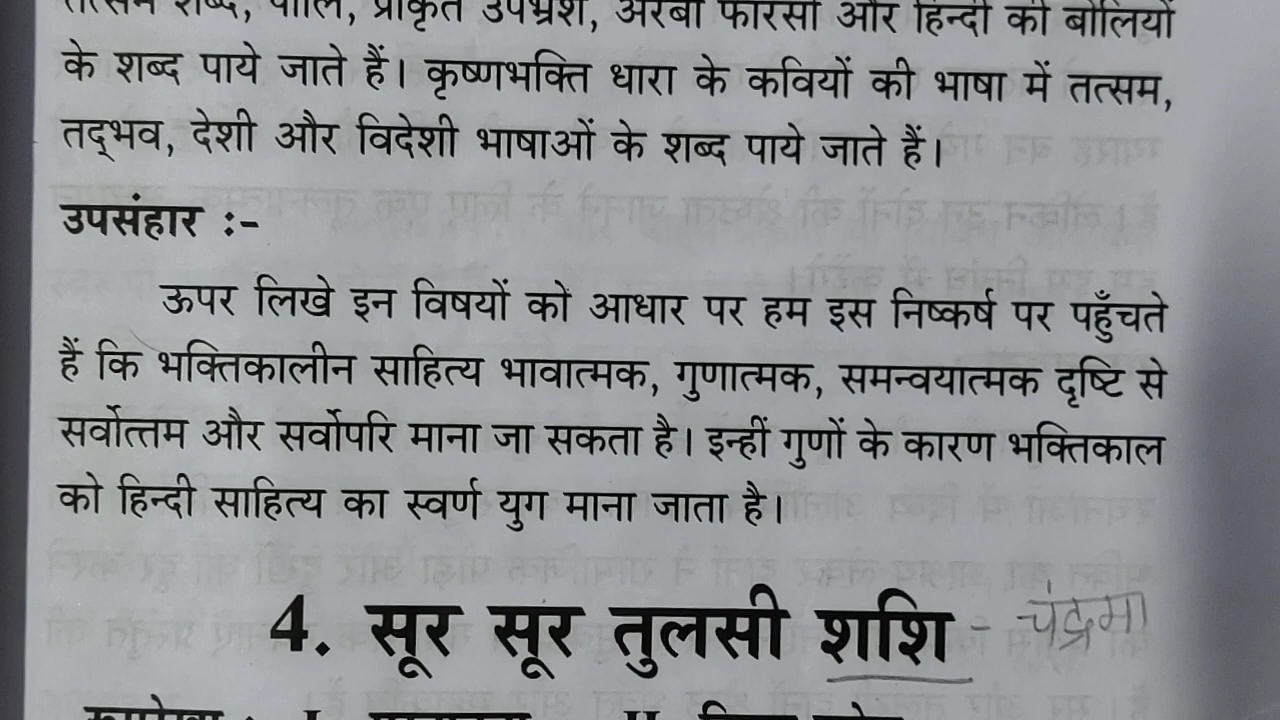 तत्सम शब्द, पालि, प्राकृत उपभ्रंश, अरबी फारसी और हिन्दी की बोलियों
के शब्द पाये जाते हैं। कृष्णभक्ति धारा के कवियों की भाषा में तत्सम,
तद्‌भव, देशी और विदेशी भाषाओं के शब्द पाये जाते हैं।
उपसंहार :-
ऊपर लिखे इन विषयों को आधार पर हम इस निष्कर्ष पर पहुँचते
हैं कि भक्तिकालीन साहित्य भावात्मक, गुणात्मक, समन्वयात्मक दृष्टि से
सर्वोत्तम और सर्वोपरि माना जा सकता है। इन्हीं गुणों के कारण भक्तिकाल
को हिन्दी साहित्य का स्वर्ण युग माना जाता है।
4. सूर सूर तुलसी शशि - चंद्रमा